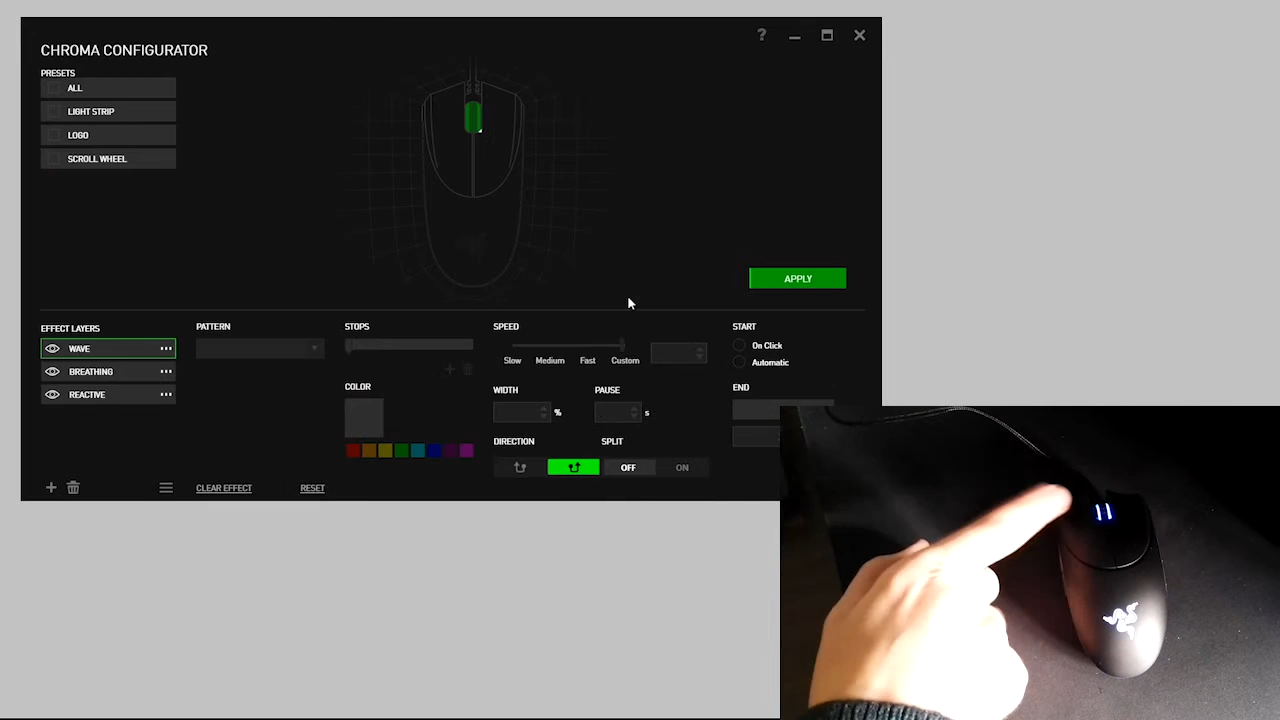 ?
CHROMA CONFIGURATOR
PRESETS
ALL
LIGHT STRIP
LOGO
SCROLL WHEEL
APPLY
EFFECT LAYERS
WAVE
BREATHING
REACTIVE
PATTERN
STOPS
COLOR
SPEED
Slow Medium Fast Custom
WIDTH PAUSE
% s
DIRECTION SPLIT
OFF ON
START
On Click
Automatic
END
CLEAR EFFECT RESET